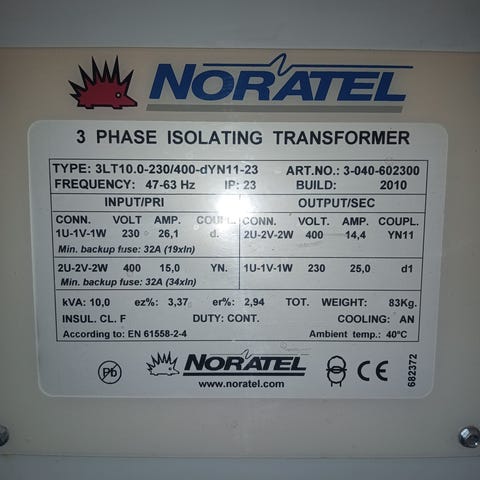 NORATEL
3 PHASE ISOLATING TRANSFORMER
TYPE: 3LT10.0-230/400-dYN11-23 ART.NO.: 3-040-602300
FREQUENCY: 47-63 Hz IP: 23 BUILD: 2010
INPUT/PRI OUTPUT/SEC
CONN. VOLT AMP. COUPL. CONN. VOLT. AMP. COUPL.
1U-1V-1W 230 26,1 d. 2U-2V-2W 400 14,4 YN11
Min. backup fuse: 32A (19xIn)
2U-2V-2W 400 15,0 YN. 1U-1V-1W 230 25,0 d1
Min. backup fuse: 32A (34xIn)
kVA: 10,0 ez%: 3,37 er%: 2,94 TOT. WEIGHT: 83Kg.
INSUL. CL. F DUTY: CONT. COOLING: AN
According to: EN 61558-2-4 Ambient temp.: 40°C
Pb NORATEL CE
www.noratel.com
682372